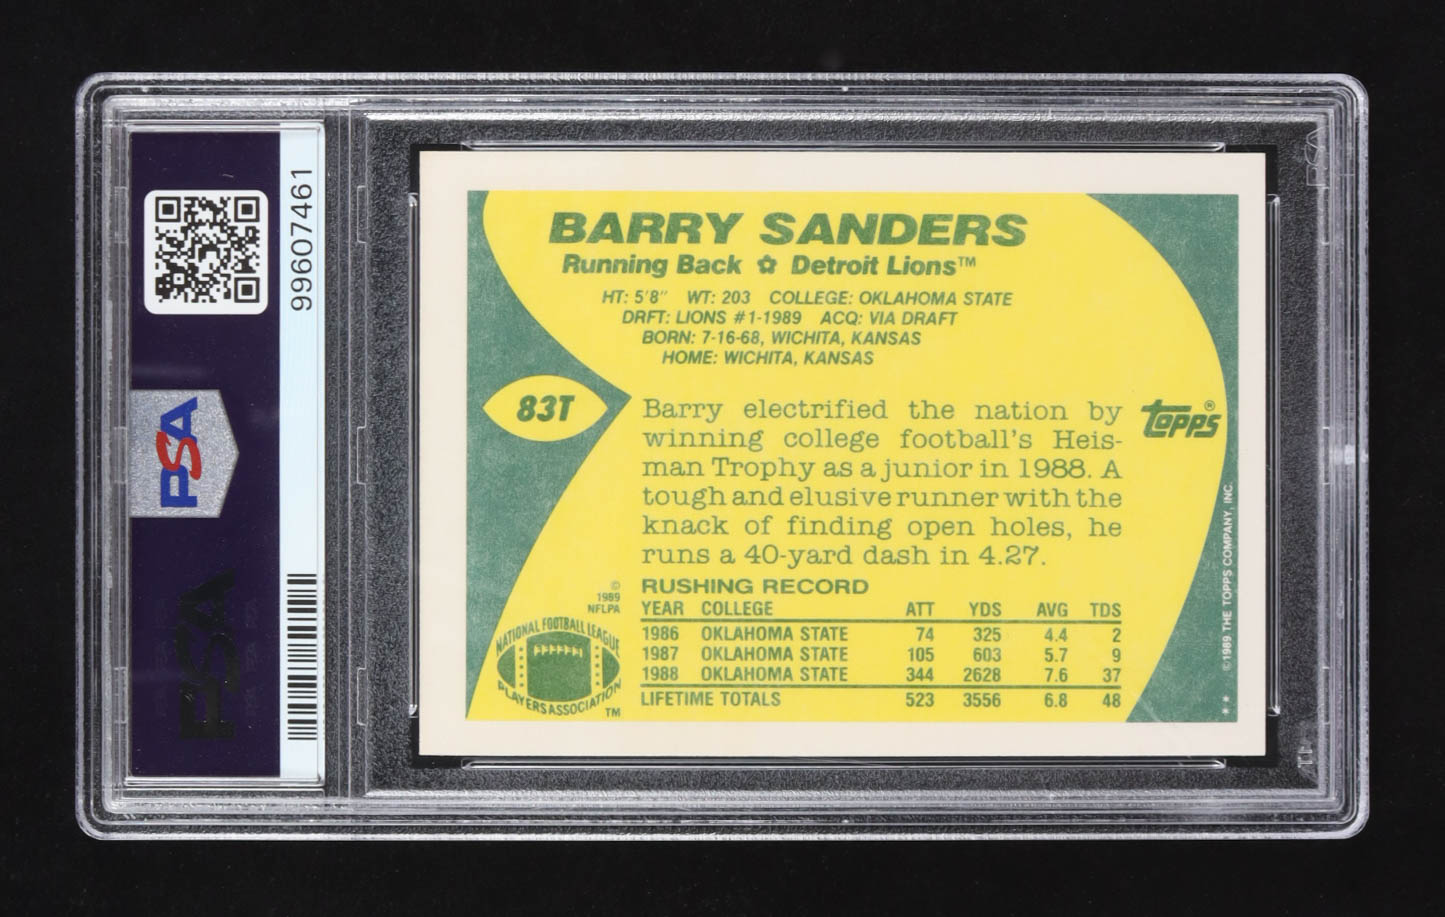 99607461
PSA
PSA
BARRY SANDERS
Running Back ✿ Detroit Lions™
HT: 5'8" WT: 203 COLLEGE: OKLAHOMA STATE
DRFT: LIONS #1-1989 ACQ: VIA DRAFT
BORN: 7-16-68, WICHITA, KANSAS
HOME: WICHITA, KANSAS
83T
Barry electrified the nation by
winning college football's Heis-
man Trophy as a junior in 1988. A
tough and elusive runner with the
knack of finding open holes, he
runs a 40-yard dash in 4.27.
TOPPS®
RUSHING RECORD
YEAR COLLEGE ATT YDS AVG TDS
1986 OKLAHOMA STATE 74 325 4.4 2
1987 OKLAHOMA STATE 105 603 5.7 9
1988 OKLAHOMA STATE 344 2628 7.6 37
LIFETIME TOTALS 523 3556 6.8 48
©
1989
NFLPA
NATIONAL FOOTBALL LEAGUE
PLAYERS ASSOCIATION
TM
©1989 THE TOPPS COMPANY, INC.
**